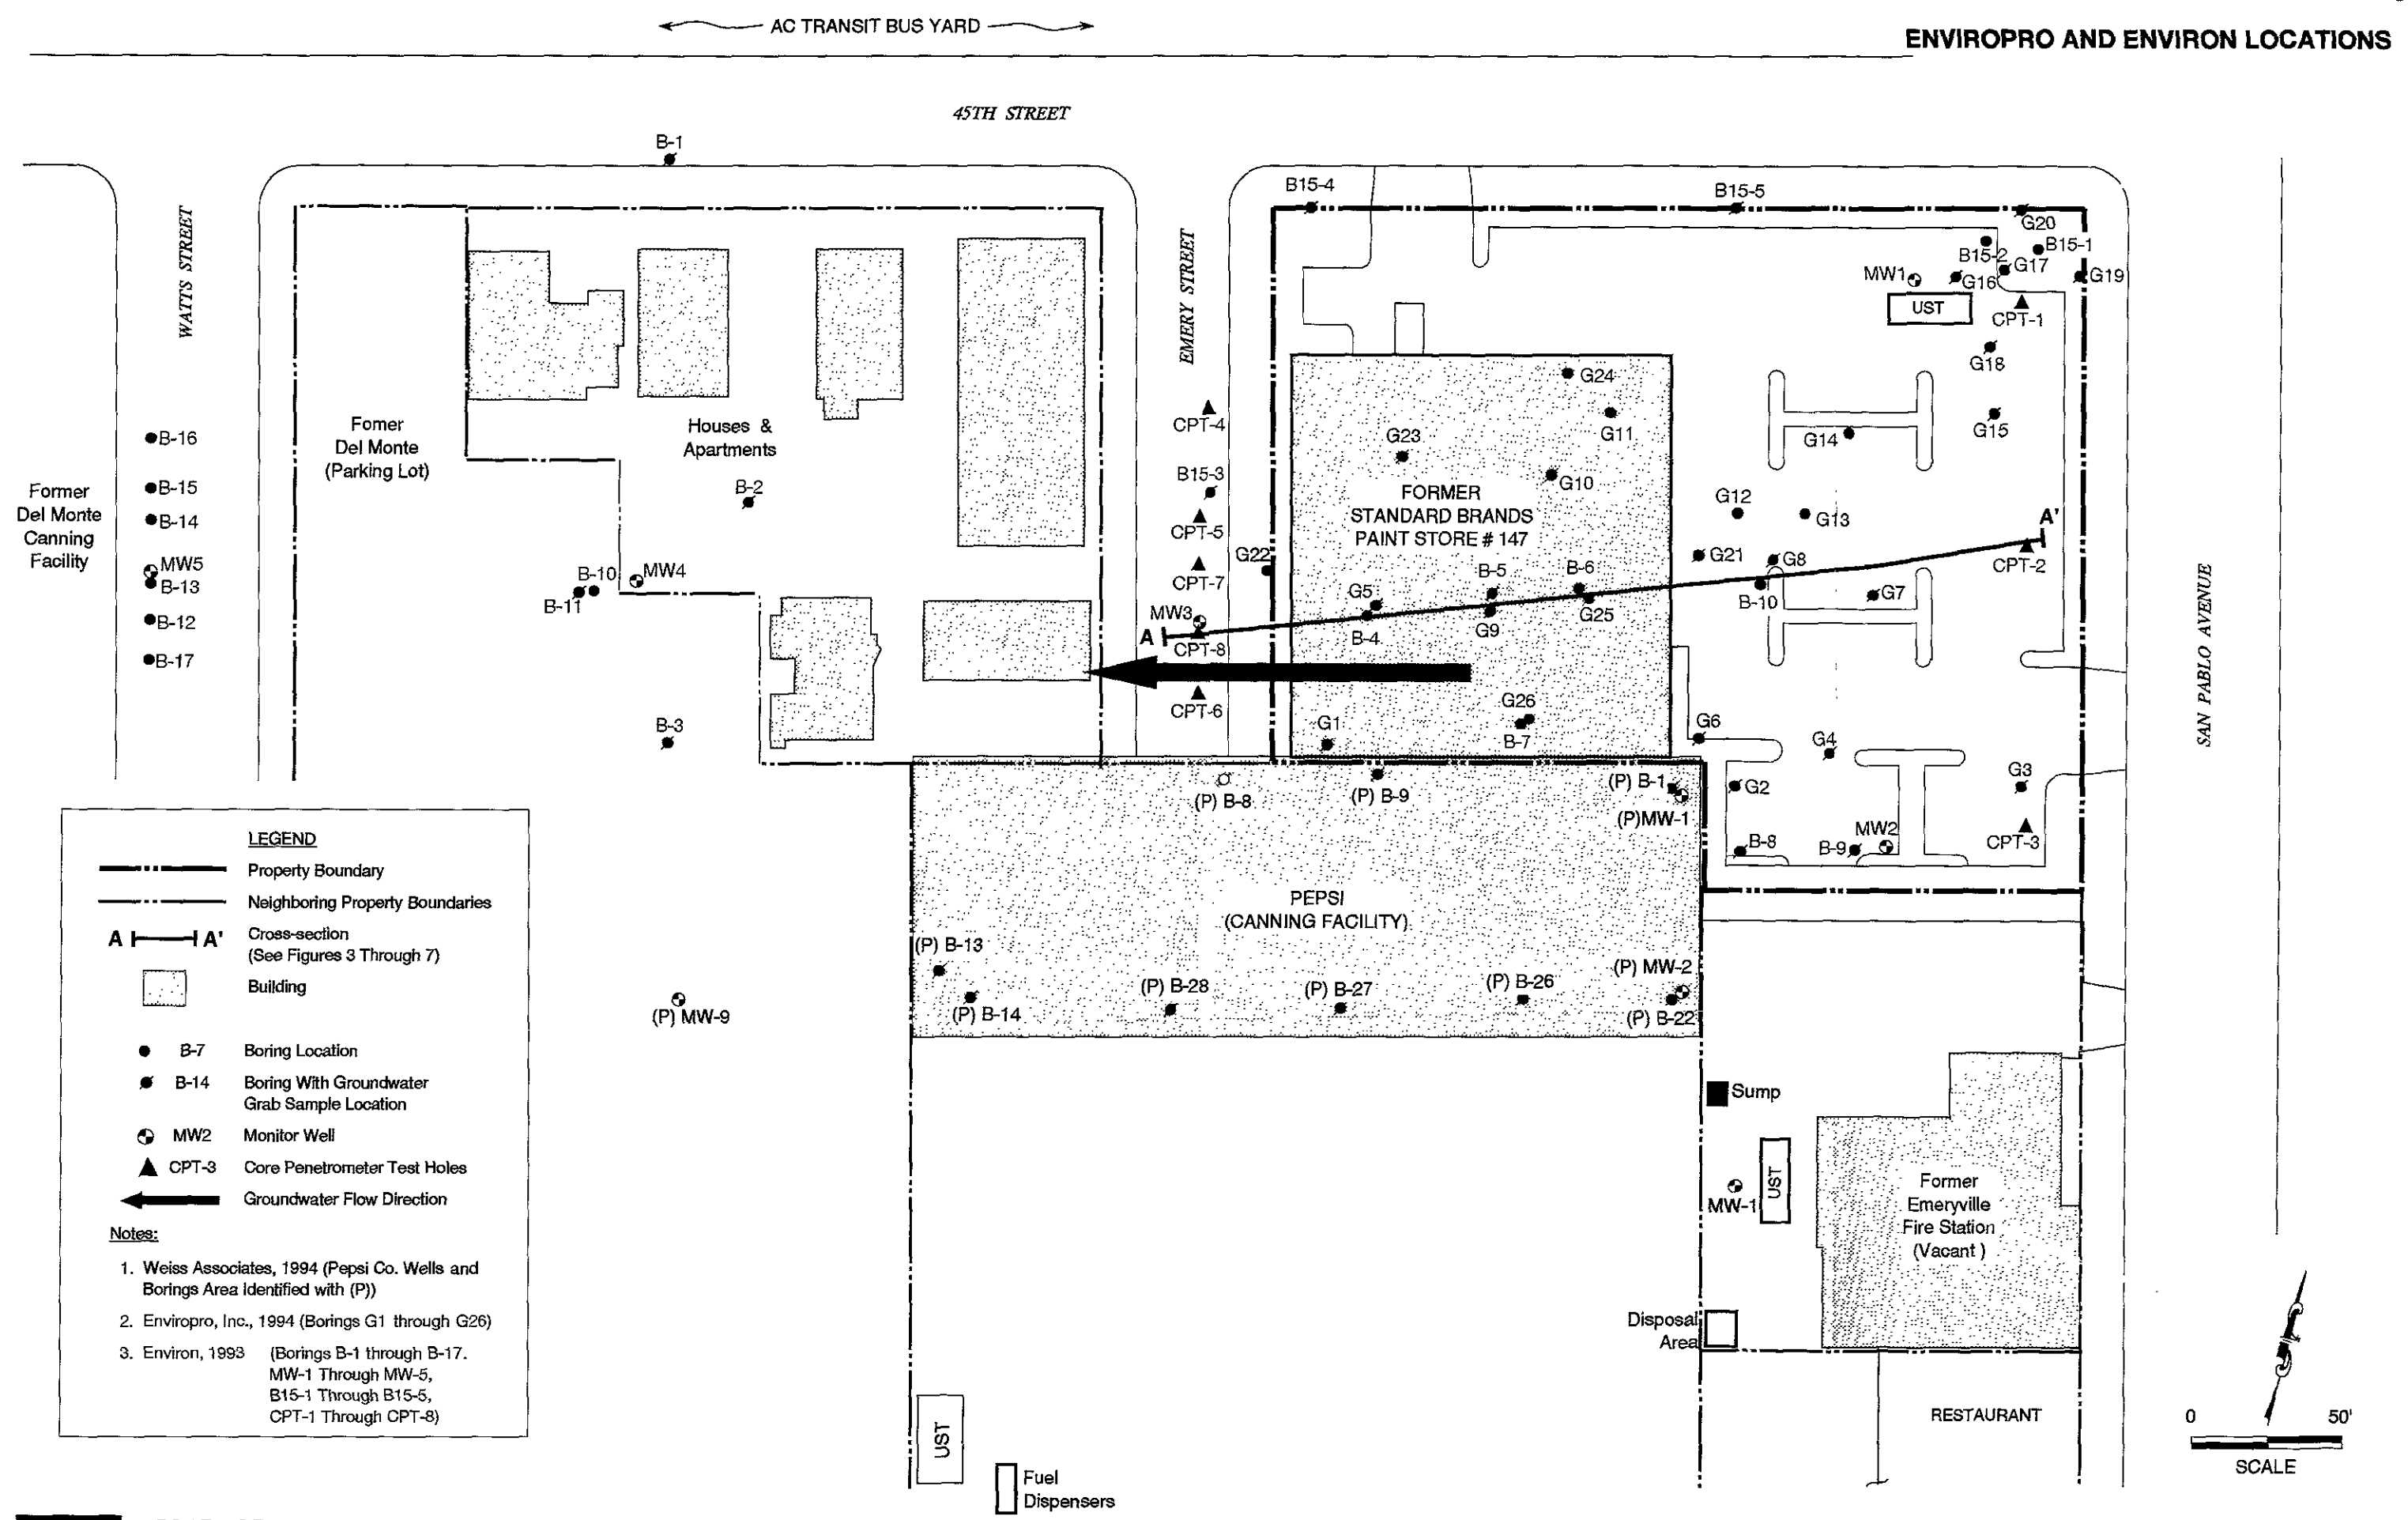 AC TRANSIT BUS YARD
ENVIROPRO AND ENVIRON LOCATIONS
45TH STREET
WATTS STREET
EMERY STREET
SAN PABLO AVENUE
B-1
B15-4
B15-5
G20
B15-1
B15-2
G17
G19
MW1
G16
UST
CPT-1
G18
G15
G14
G24
G11
G23
G10
CPT-4
B15-3
CPT-5
CPT-7
G22
MW3
CPT-8
CPT-6
A
A'
FORMER
STANDARD BRANDS
PAINT STORE # 147
G12
G13
G21
G8
B-10
G7
CPT-2
B-5
B-6
G5
B-4
G9
G25
G26
B-7
G1
G6
G4
G2
G3
B-8
B-9
MW2
CPT-3
Fomer
Del Monte
(Parking Lot)
Houses &
Apartments
B-2
B-10
MW4
B-11
B-3
Former
Del Monte
Canning
Facility
B-16
B-15
B-14
MW5
B-13
B-12
B-17
(P) B-8
(P) B-9
(P) B-1
(P)MW-1
PEPSI
(CANNING FACILITY)
(P) B-13
(P) B-14
(P) B-28
(P) B-27
(P) B-26
(P) MW-2
(P) B-22
(P) MW-9
Sump
MW-1
UST
Former
Emeryville
Fire Station
(Vacant)
Disposal
Area
RESTAURANT
UST
Fuel
Dispensers
0 50'
SCALE
LEGEND
Property Boundary
Neighboring Property Boundaries
A A' Cross-section
(See Figures 3 Through 7)
Building
B-7 Boring Location
B-14 Boring With Groundwater
Grab Sample Location
MW2 Monitor Well
CPT-3 Core Penetrometer Test Holes
Groundwater Flow Direction
Notes:
1. Weiss Associates, 1994 (Pepsi Co. Wells and
Borings Area Identified with (P))
2. Enviropro, Inc., 1994 (Borings G1 through G26)
3. Environ, 1993 (Borings B-1 through B-17.
MW-1 Through MW-5,
B15-1 Through B15-5,
CPT-1 Through CPT-8)